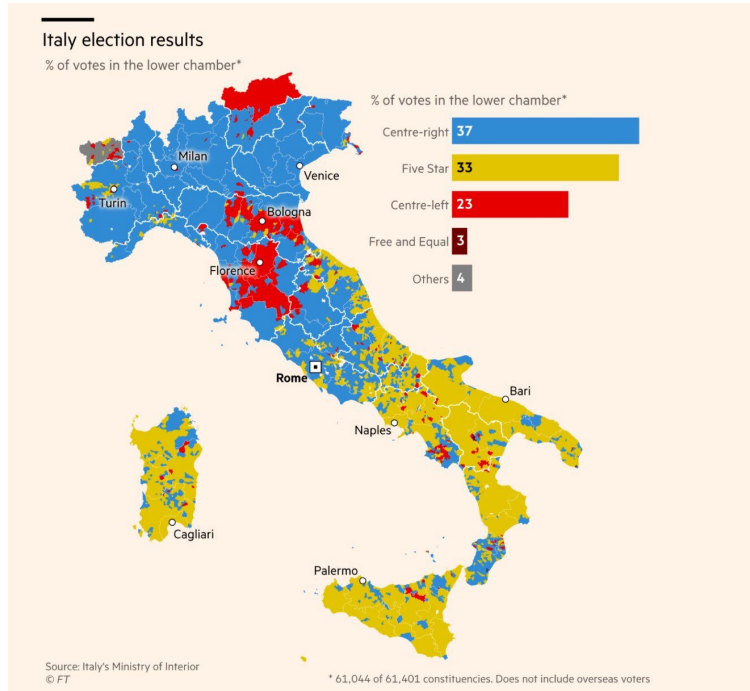 Italy election results
% of votes in the lower chamber*
% of votes in the lower chamber*
Centre-right 37
Five Star 33
Centre-left 23
Free and Equal 3
Others 4
Milan
Venice
Turin
Bologna
Florence
Rome
Bari
Naples
Cagliari
Palermo
Source: Italy's Ministry of Interior
© FT
* 61,044 of 61,401 constituencies. Does not include overseas voters